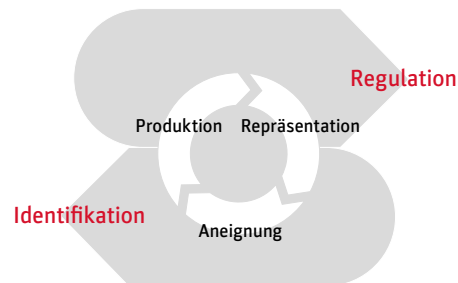 Regulation
Produktion
Repräsentation
Identifikation
Aneignung